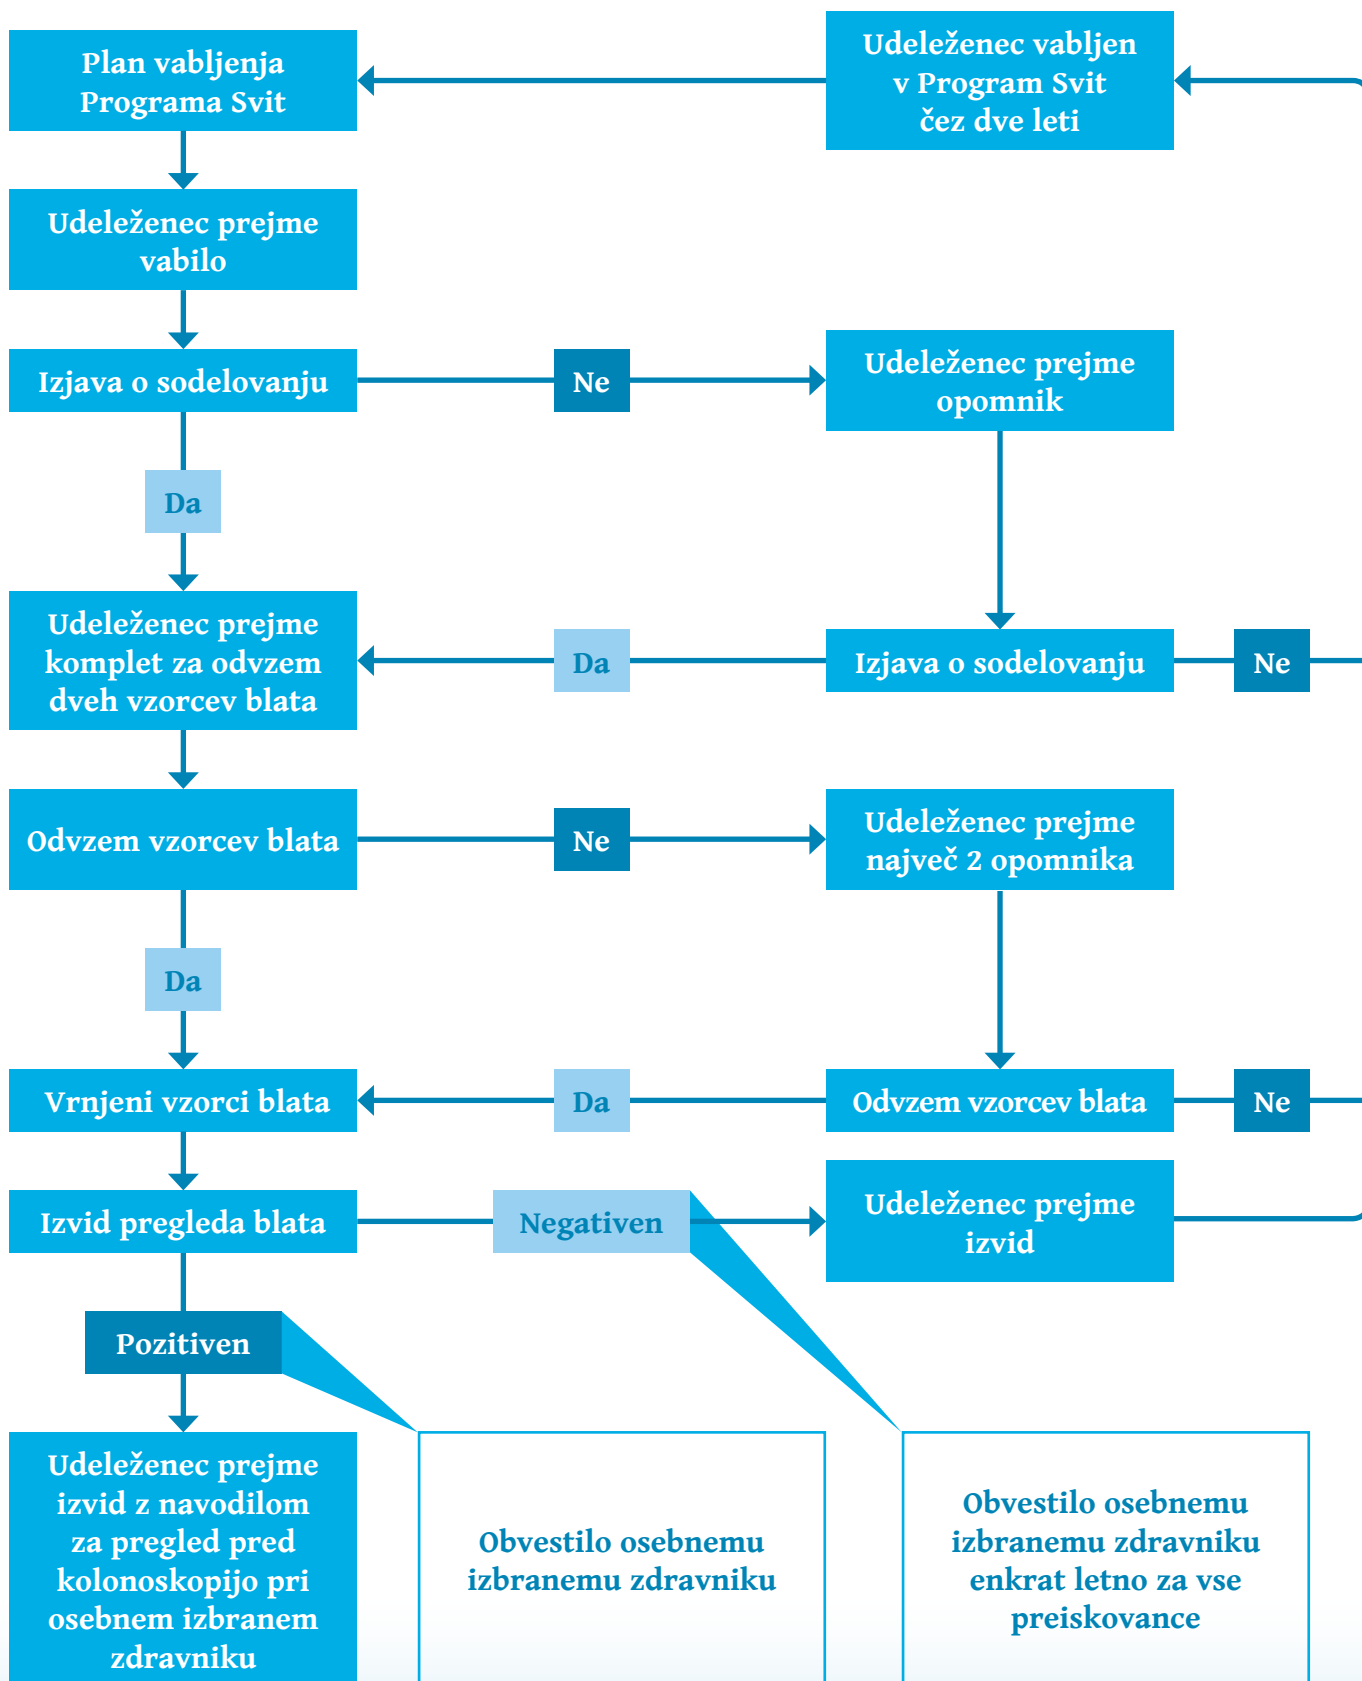 Plan vabljenja
Programa Svit
Udeleženec vabljen
v Program Svit
čez dve leti
Udeleženec prejme
vabilo
Izjava o sodelovanju
Ne
Udeleženec prejme
opomnik
Da
Udeleženec prejme
komplet za odvzem
dveh vzorcev blata
Da
Izjava o sodelovanju
Ne
Odvzem vzorcev blata
Ne
Udeleženec prejme
največ 2 opomnika
Da
Vrnjeni vzorci blata
Da
Odvzem vzorcev blata
Ne
Izvid pregleda blata
Negativen
Udeleženec prejme
izvid
Pozitiven
Udeleženec prejme
izvid z navodilom
za pregled pred
kolonoskopijo pri
osebnem izbranem
zdravniku
Obvestilo osebnemu
izbranemu zdravniku
Obvestilo osebnemu
izbranemu zdravniku
enkrat letno za vse
preiskovance